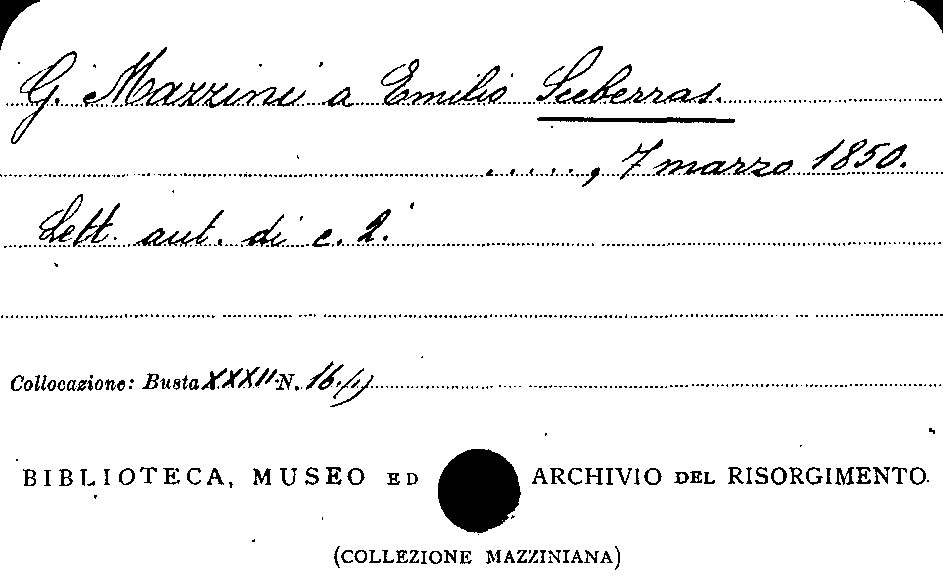 G. Mazzini a Emilio Sceberras.
. . . . . , 7 marzo 1850.
Lett. aut. di c. 2.
Collocazione: Busta XXXII N. 16/1)
BIBLIOTECA, MUSEO ED ARCHIVIO DEL RISORGIMENTO.
(COLLEZIONE MAZZINIANA)